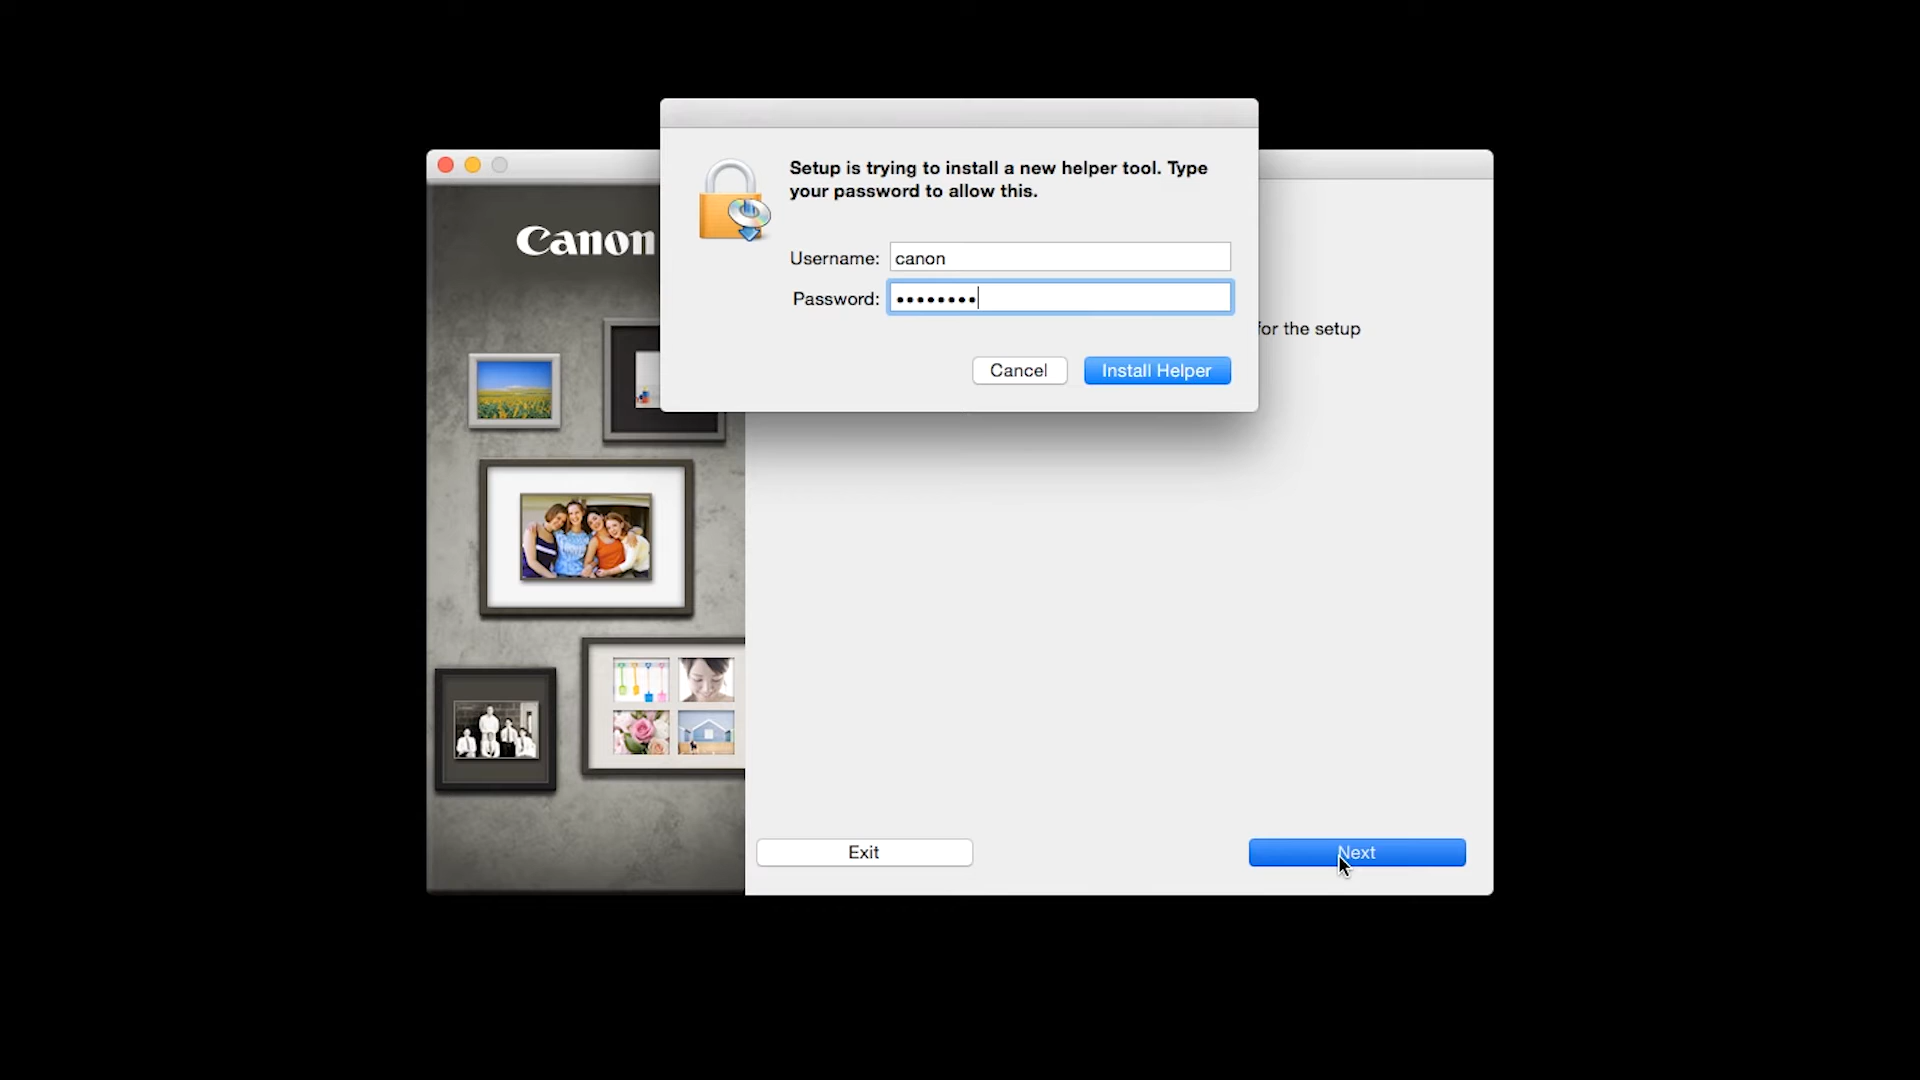 Setup is trying to install a new helper tool. Type
your password to allow this.
Canon
Username: canon
Password: ••••••••
for the setup
Cancel
Install Helper
Exit
Next